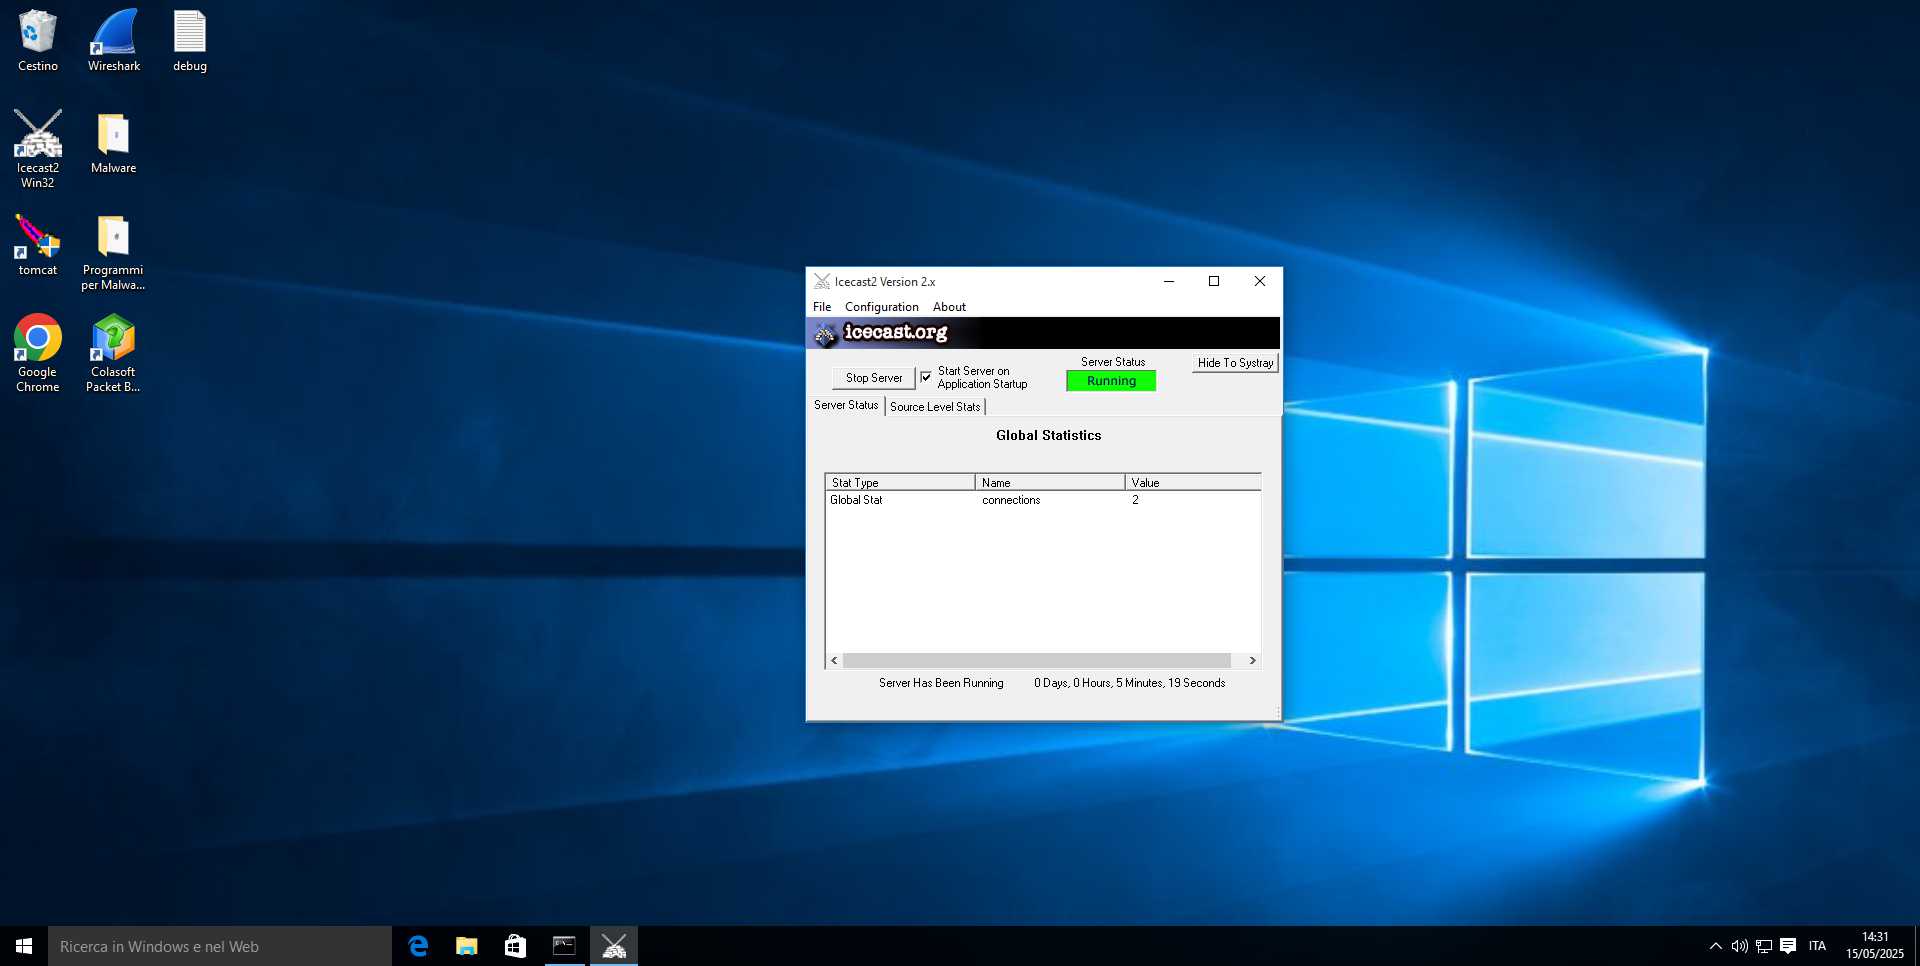 Cestino
Wireshark
debug
Icecast2
Win32
Malware
tomcat
Programmi
per Malwa...
Google
Chrome
Colasoft
Packet B...
Icecast2 Version 2.x
File Configuration About
icecast.org
Stop Server
Start Server on
Application Startup
Server Status
Running
Hide To Systray
Server Status Source Level Stats
Global Statistics
Stat Type Name Value
Global Stat connections 2
Server Has Been Running 0 Days, 0 Hours, 5 Minutes, 19 Seconds
Ricerca in Windows e nel Web
ITA
14:31
15/05/2025